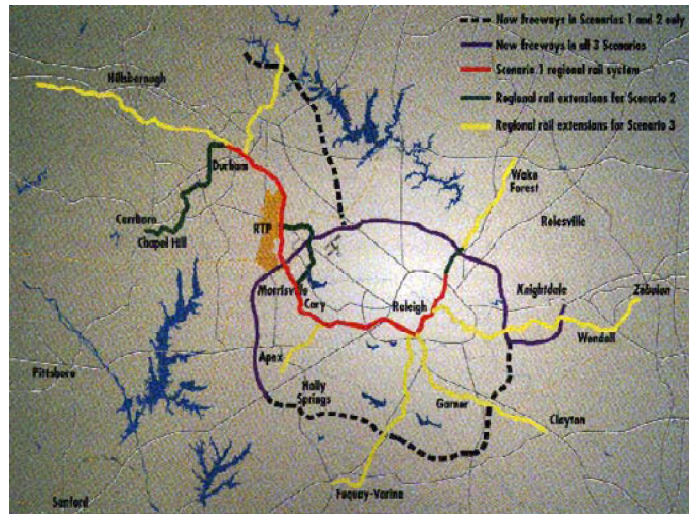 New freeways in Scenarios 1 and 2 only
New freeways in all 3 Scenarios
Scenario 1 regional rail system
Regional rail extensions for Scenario 2
Regional rail extensions for Scenario 3
Hillsborough
Durham
Wake
Forest
Carrboro
Chapel Hill
RTP
Rolesville
Morrisville
Cary
Raleigh
Knightdale
Zebulon
Wendell
Apex
Pittsboro
Holly
Springs
Garner
Clayton
Fuquay-Varina
Sanford